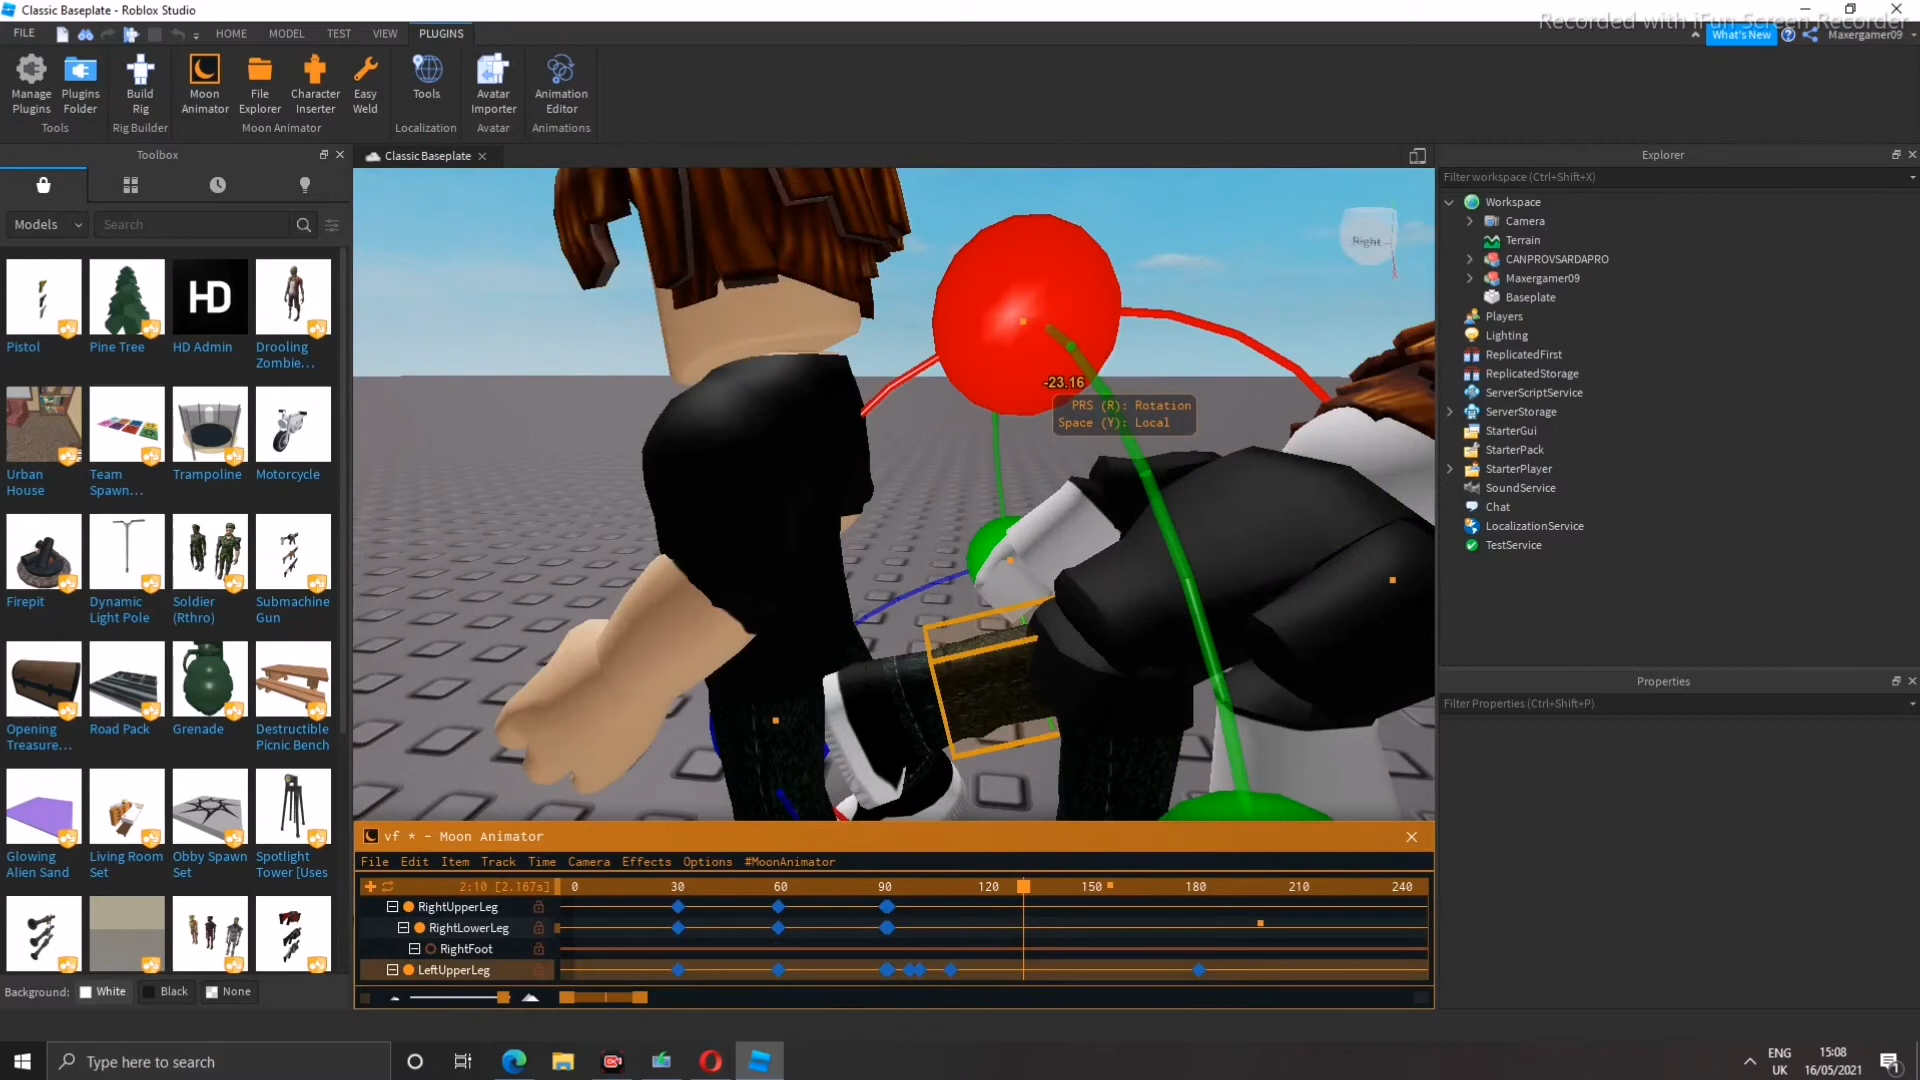 Classic Baseplate - Roblox Studio
Recorded with iFun Screen Recorder
FILE
HOME
MODEL
TEST
VIEW
PLUGINS
What's New
Maxergamer09
Manage Plugins
Plugins Folder
Build Rig
Moon Animator
File Explorer
Character Inserter
Easy Weld
Tools
Avatar Importer
Animation Editor
Tools
Rig Builder
Moon Animator
Localization
Avatar
Animations
Toolbox
Models
Search
HD
Pistol
Pine Tree
HD Admin
Drooling Zombie...
Urban House
Team Spawn...
Trampoline
Motorcycle
Firepit
Dynamic Light Pole
Soldier (Rthro)
Submachine Gun
Opening Treasure...
Road Pack
Grenade
Destructible Picnic Bench
Glowing Alien Sand
Living Room Set
Obby Spawn Set
Spotlight Tower [Uses
Background:
White
Black
None
Classic Baseplate
Right
-23.16
PRS (R): Rotation
Space (Y): Local
vf * - Moon Animator
File
Edit
Item
Track
Time
Camera
Effects
Options
#MoonAnimator
2:10 [2.167s]
0
30
60
90
120
150
180
210
240
RightUpperLeg
RightLowerLeg
RightFoot
LeftUpperLeg
Explorer
Filter workspace (Ctrl+Shift+X)
Workspace
Camera
Terrain
CANPROVSARDAPRO
Maxergamer09
Baseplate
Players
Lighting
ReplicatedFirst
ReplicatedStorage
ServerScriptService
ServerStorage
StarterGui
StarterPack
StarterPlayer
SoundService
Chat
LocalizationService
TestService
Properties
Filter Properties (Ctrl+Shift+P)
Type here to search
ENG
UK
15:08
16/05/2021
1